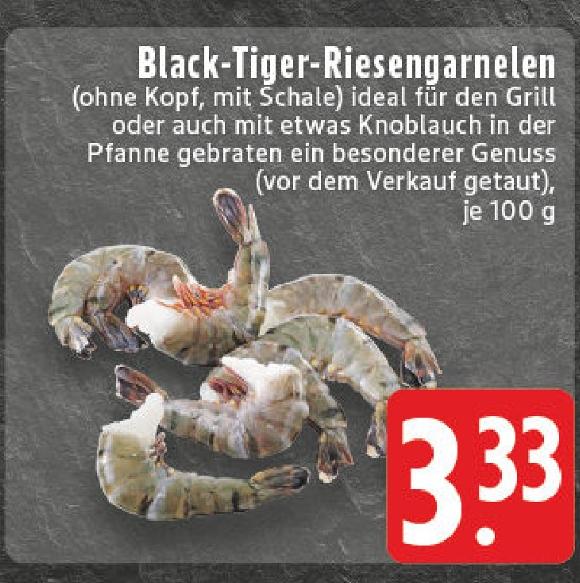 Black-Tiger-Riesengarnelen
(ohne Kopf, mit Schale) ideal für den Grill
oder auch mit etwas Knoblauch in der
Pfanne gebraten ein besonderer Genuss
(vor dem Verkauf getaut),
je 100 g
3.33